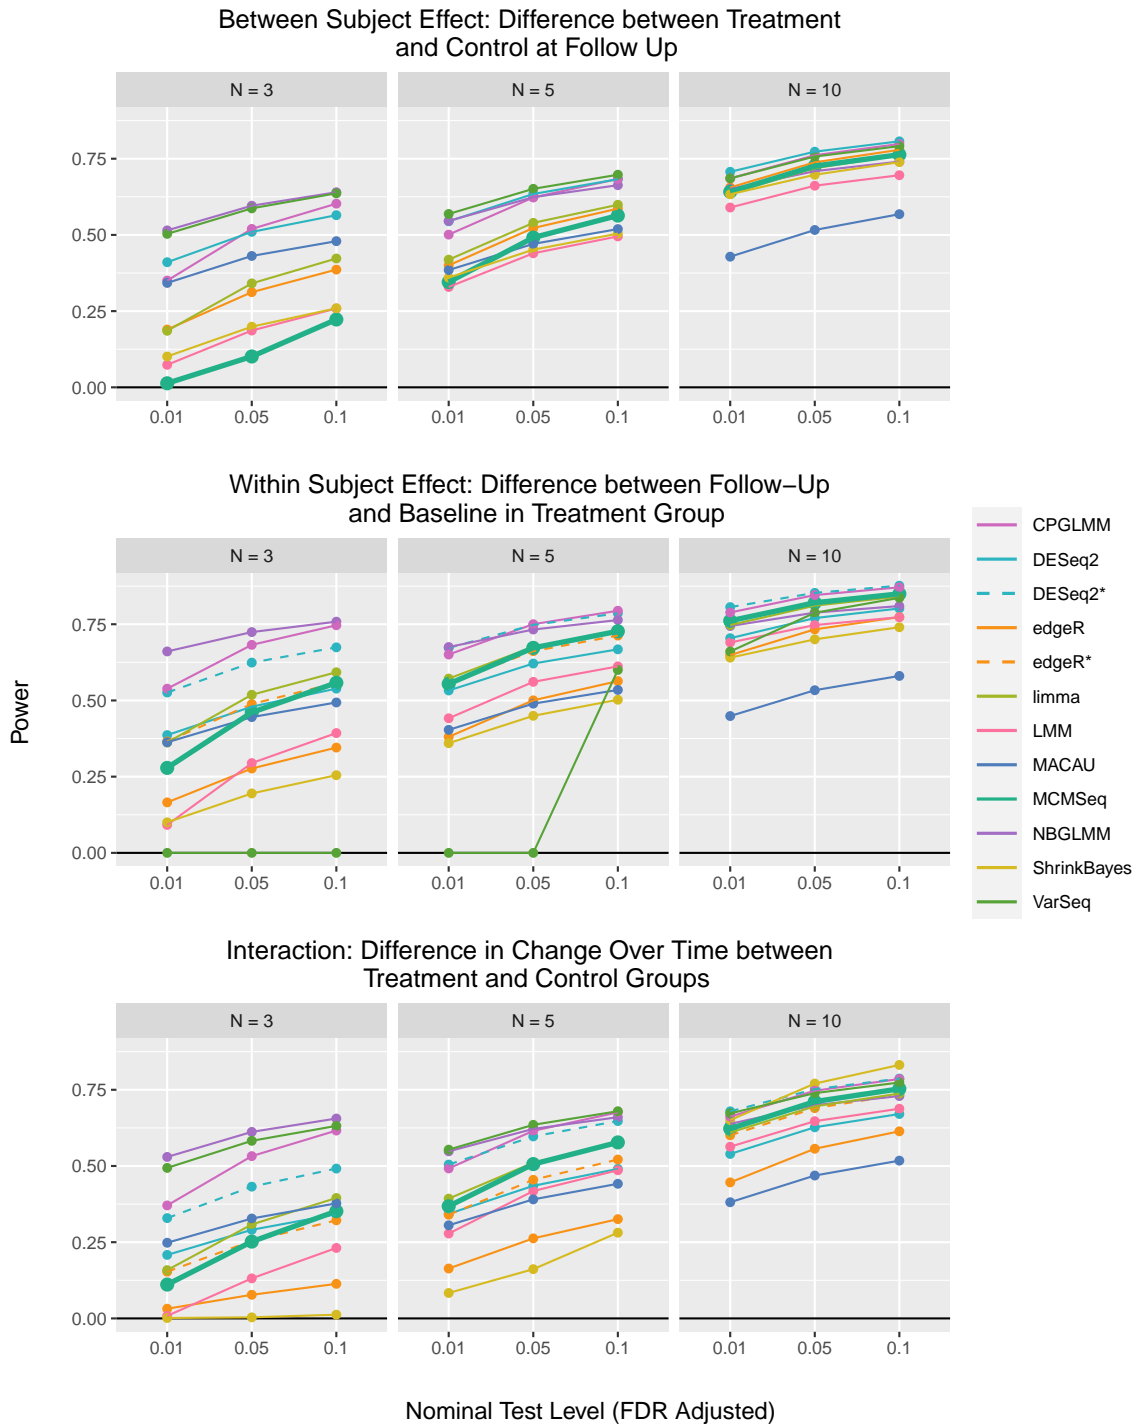 Between Subject Effect: Difference between Treatment
and Control at Follow Up
N = 3
N = 5
N = 10
0.75
0.50
0.25
0.00
0.01
0.05
0.1
0.01
0.05
0.1
0.01
0.05
0.1
Within Subject Effect: Difference between Follow−Up
and Baseline in Treatment Group
N = 3
N = 5
N = 10
0.75
0.50
0.25
0.00
0.01
0.05
0.1
0.01
0.05
0.1
0.01
0.05
0.1
Power
CPGLMM
DESeq2
DESeq2*
edgeR
edgeR*
limma
LMM
MACAU
MCMSeq
NBGLMM
ShrinkBayes
VarSeq
Interaction: Difference in Change Over Time between
Treatment and Control Groups
N = 3
N = 5
N = 10
0.75
0.50
0.25
0.00
0.01
0.05
0.1
0.01
0.05
0.1
0.01
0.05
0.1
Nominal Test Level (FDR Adjusted)